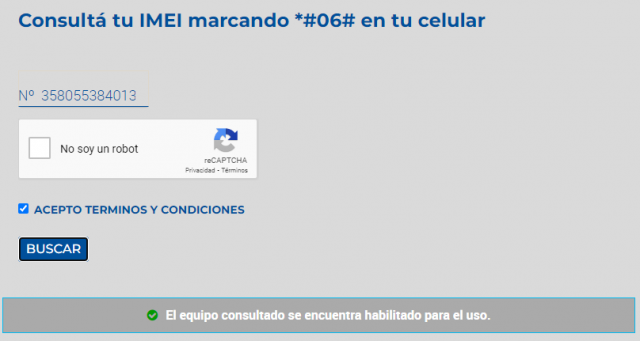 Consultá tu IMEI marcando *#06# en tu celular
Nº 358055384013
No soy un robot
reCAPTCHA
Privacidad - Términos
ACEPTO TERMINOS Y CONDICIONES
BUSCAR
El equipo consultado se encuentra habilitado para el uso.